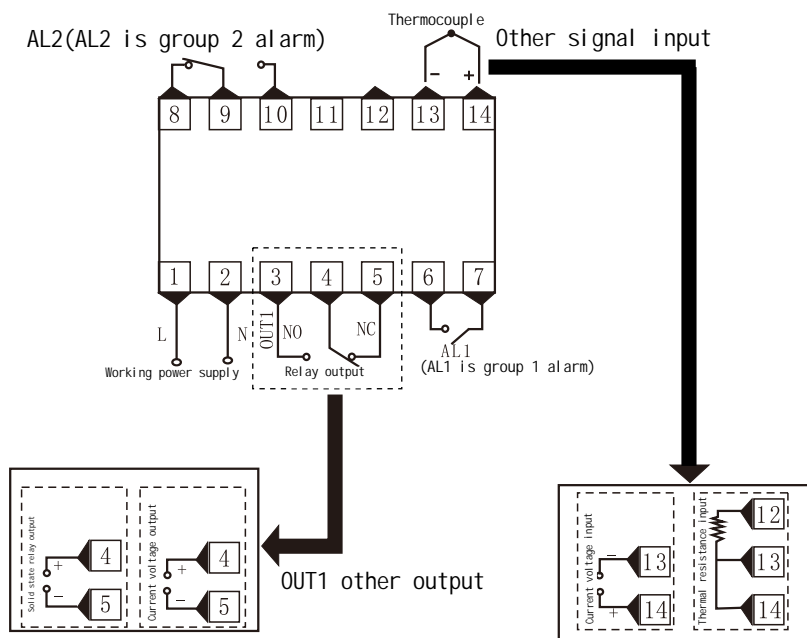 Thermocouple
AL2(AL2 is group 2 alarm)
Other signal input
− +
8 9 10 11 12 13 14
1 2 3 4 5 6 7
L N OUT1 NO NC
AL1
Working power supply Relay output (AL1 is group 1 alarm)
Solid state relay output
+ 4
− 5
Current voltage output
+ 4
− 5
OUT1 other output
Current voltage input
− 13
+ 14
Thermal resistance input
12
13
14